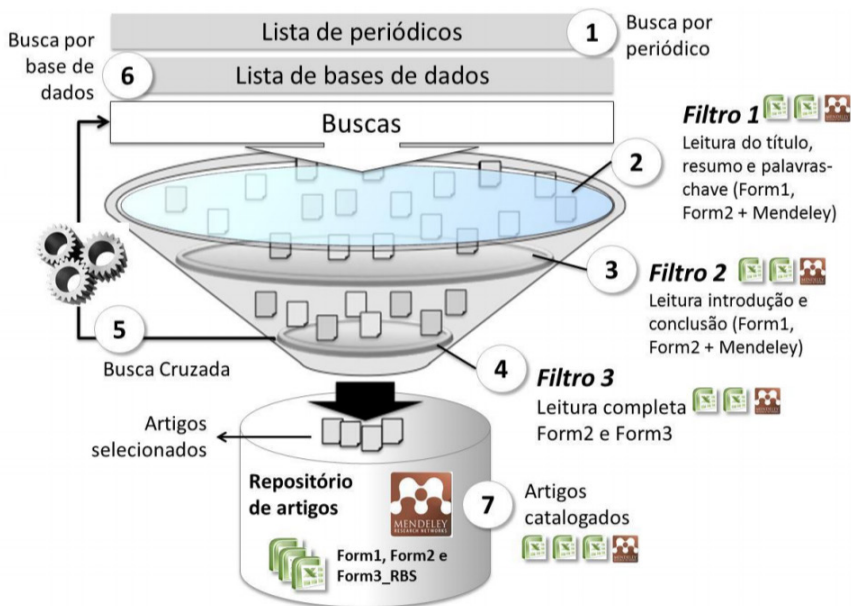 Lista de periódicos
1
Busca por
periódico
Busca por
base de
dados
6
Lista de bases de dados
Buscas
2
Filtro 1
Leitura do título,
resumo e palavras-
chave (Form1,
Form2 + Mendeley)
3
Filtro 2
Leitura introdução e
conclusão (Form1,
Form2 + Mendeley)
5
Busca Cruzada
4
Filtro 3
Leitura completa
Form2 e Form3
Artigos
selecionados
Repositório
de artigos
MENDELEY
RESEARCH NETWORKS
7
Artigos
catalogados
Form1, Form2 e
Form3_RBS